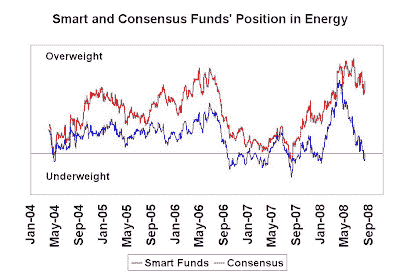 Smart and Consensus Funds' Position in Energy
Overweight
Underweight
Jan-04
May-04
Sep-04
Jan-05
May-05
Sep-05
Jan-06
May-06
Sep-06
Jan-07
May-07
Sep-07
Jan-08
May-08
Sep-08
Smart Funds Consensus